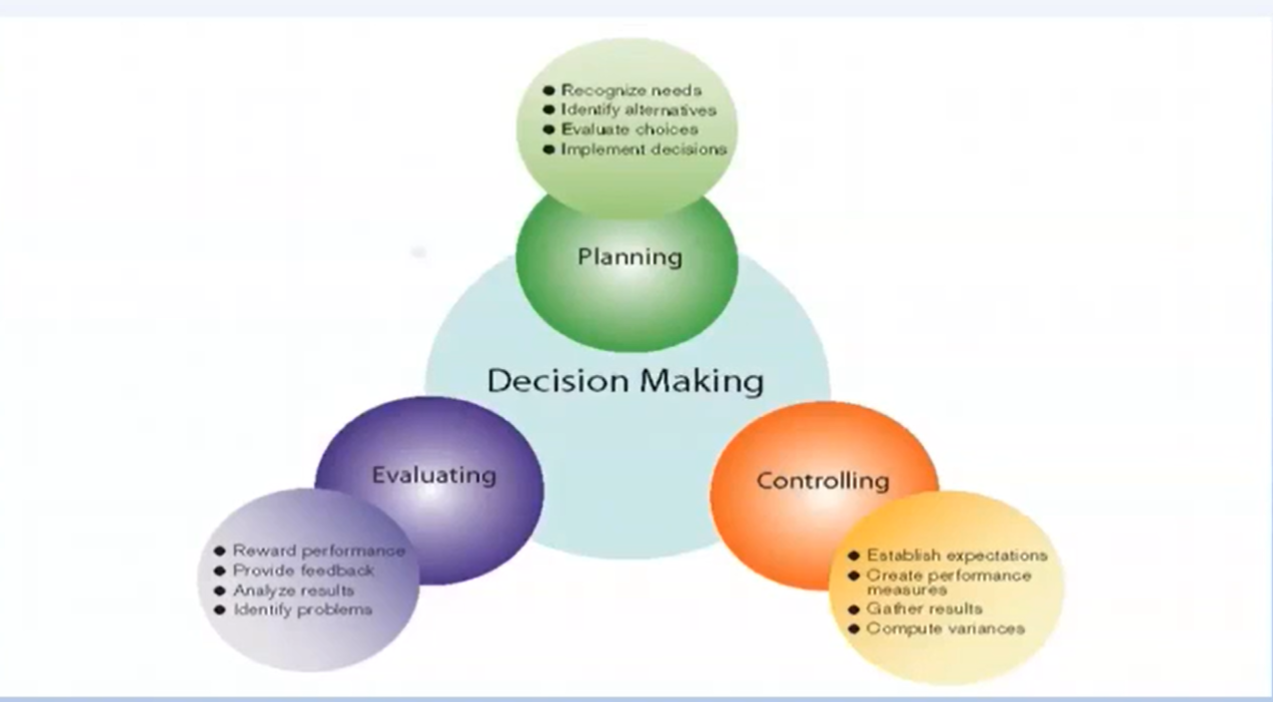 ● Recognize needs
● Identify alternatives
● Evaluate choices
● Implement decisions
Planning
Decision Making
Evaluating
● Reward performance
● Provide feedback
● Analyze results
● Identify problems
Controlling
● Establish expectations
● Create performance
measures
● Gather results
● Compute variances